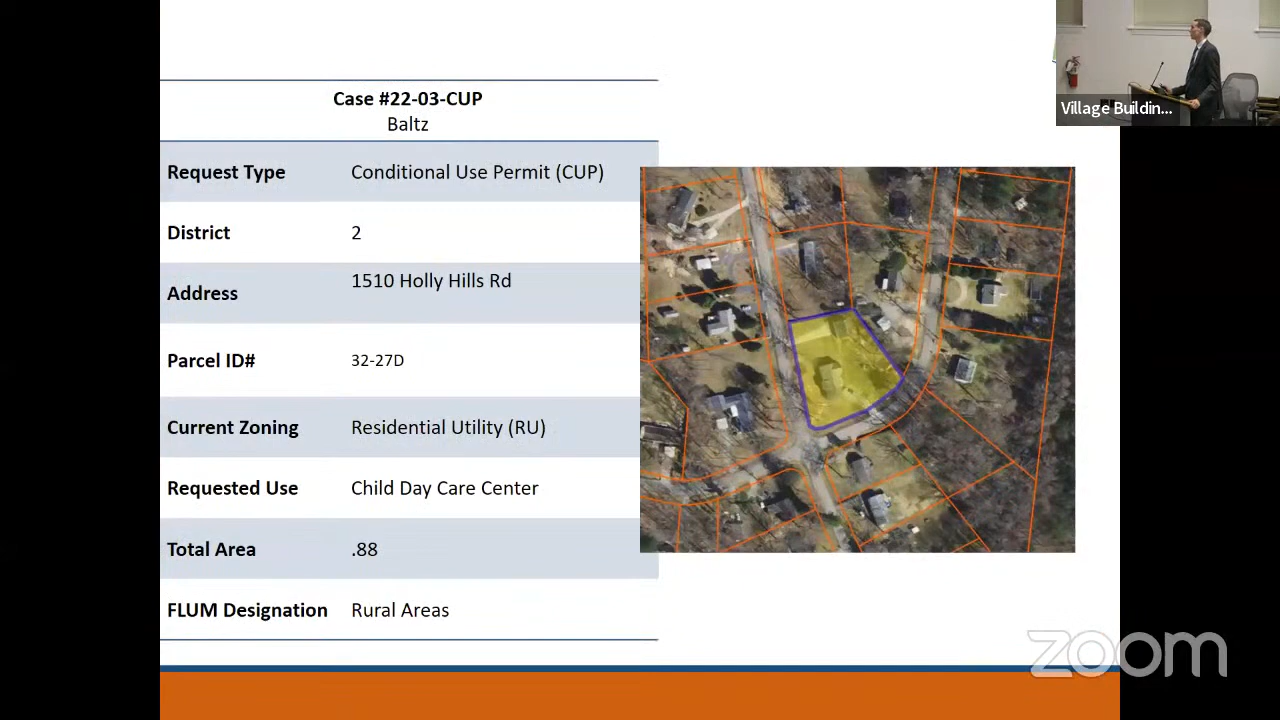 Case #22-03-CUP
Baltz
Request Type Conditional Use Permit (CUP)
District 2
Address 1510 Holly Hills Rd
Parcel ID# 32-27D
Current Zoning Residential Utility (RU)
Requested Use Child Day Care Center
Total Area .88
FLUM Designation Rural Areas
Village Buildin...
zoom